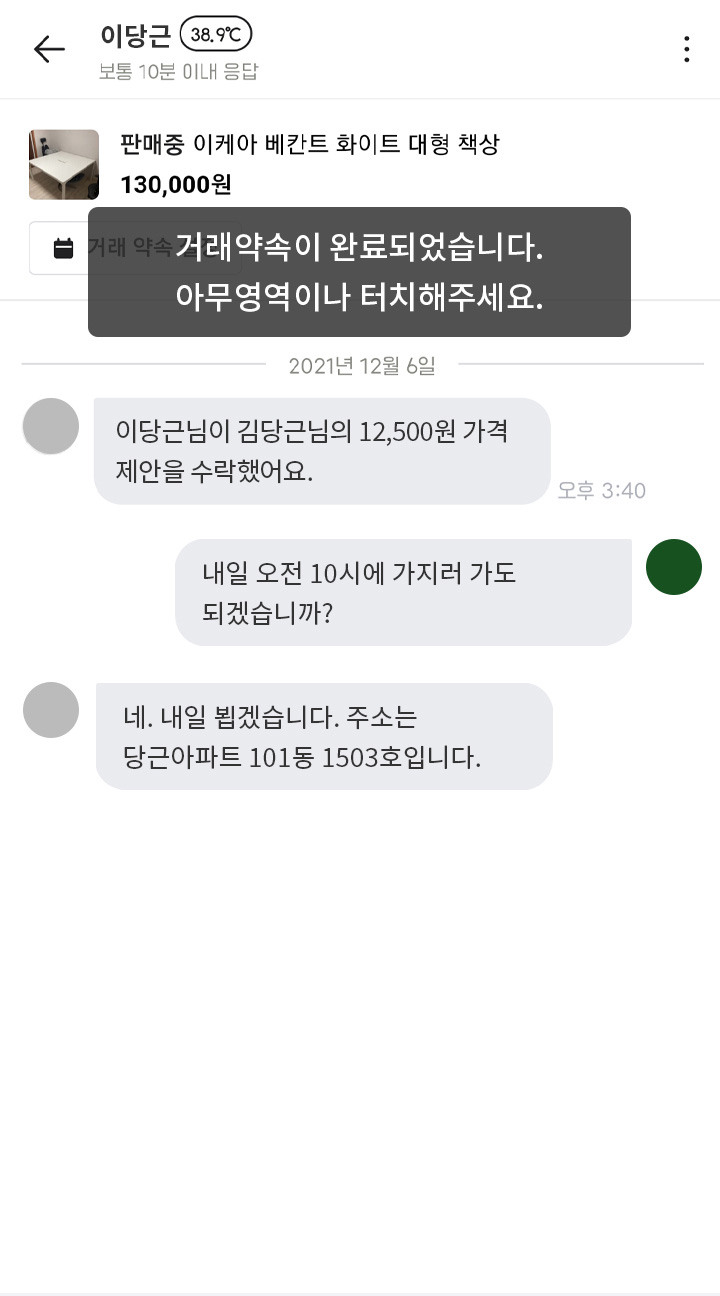 이당근 38.9℃
보통 10분 이내 응답
판매중 이케아 베칸트 화이트 대형 책상
130,000원
거래 약속
거래약속이 완료되었습니다.
아무영역이나 터치해주세요.
2021년 12월 6일
이당근님이 김당근님의 12,500원 가격
제안을 수락했어요.
오후 3:40
내일 오전 10시에 가지러 가도
되겠습니까?
네. 내일 뵙겠습니다. 주소는
당근아파트 101동 1503호입니다.